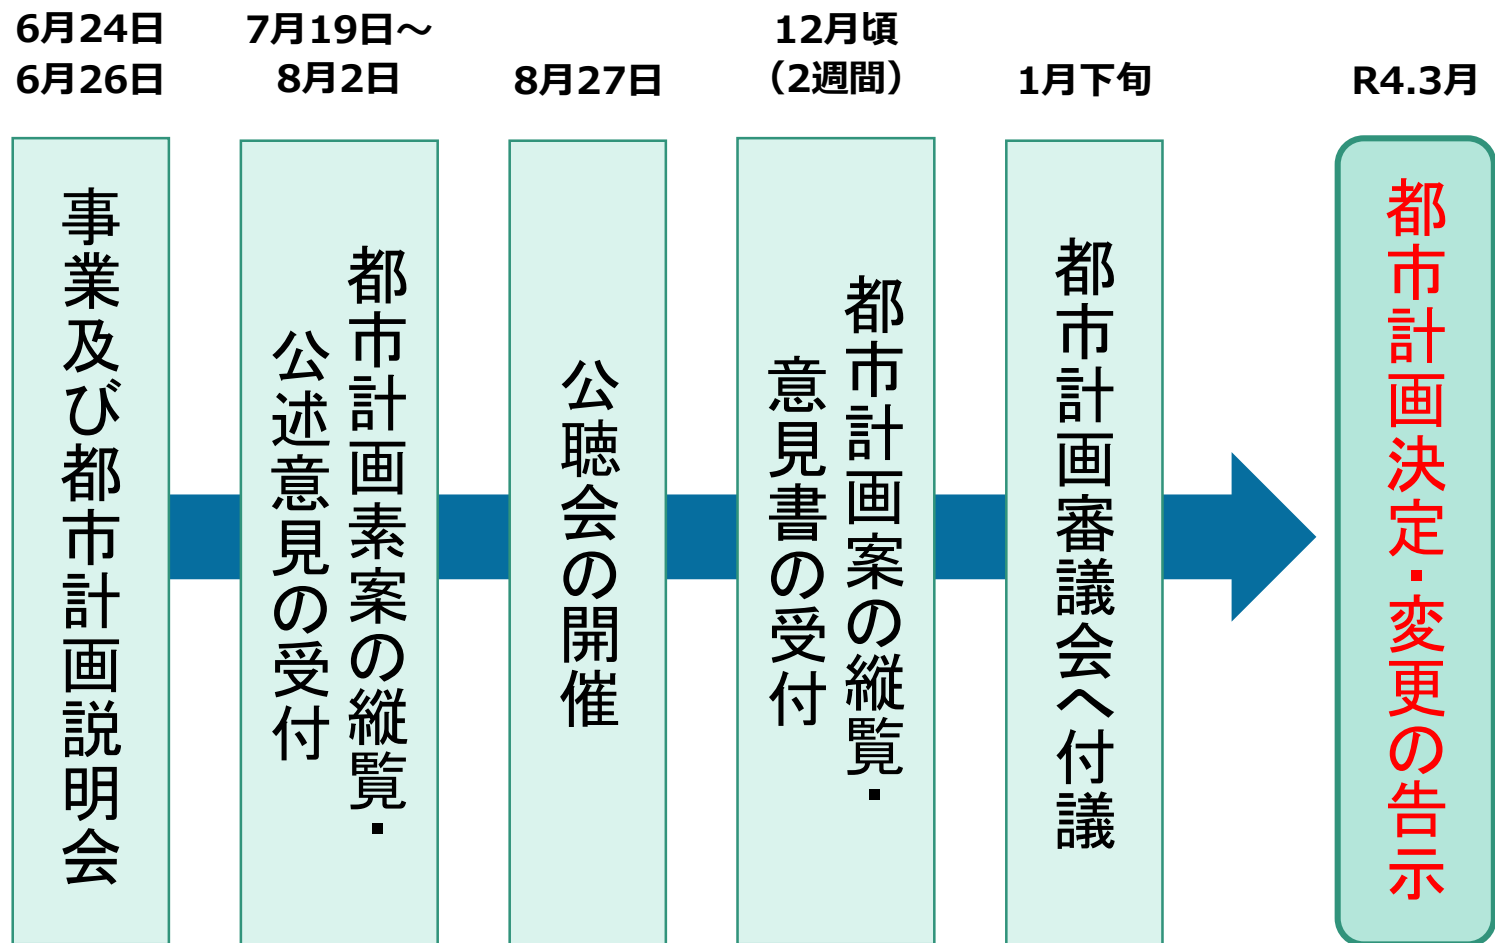 6月24日
6月26日
事業及び都市計画説明会
7月19日～
8月2日
都市計画素案の縦覧・
公述意見の受付
8月27日
公聴会の開催
12月頃
（2週間）
都市計画案の縦覧・
意見書の受付
1月下旬
都市計画審議会へ付議
R4.3月
都市計画決定・変更の告示